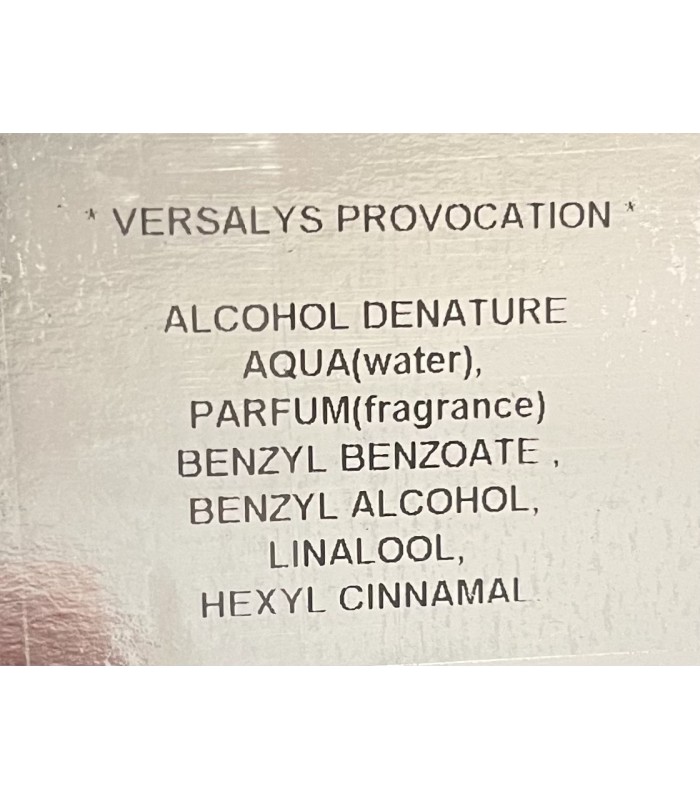 * VERSALYS PROVOCATION *
ALCOHOL DENATURE
AQUA(water),
PARFUM(fragrance)
BENZYL BENZOATE ,
BENZYL ALCOHOL,
LINALOOL,
HEXYL CINNAMAL